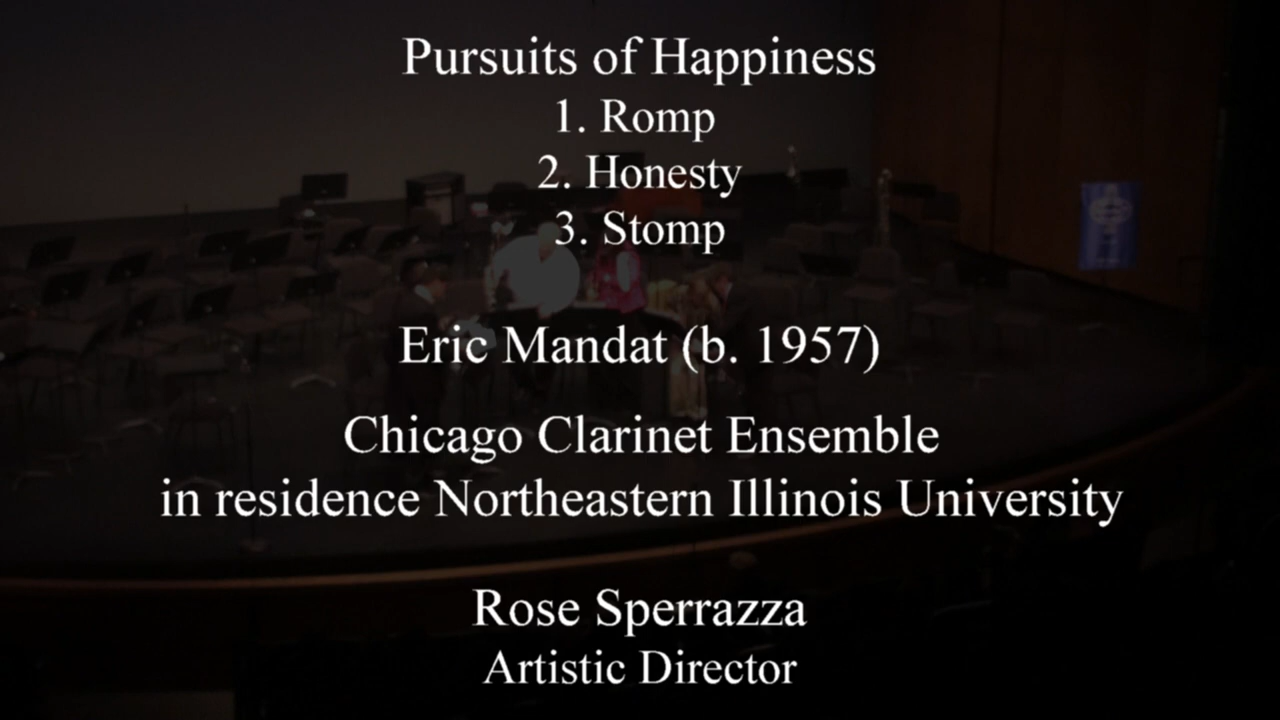 Pursuits of Happiness
1. Romp
2. Honesty
3. Stomp
Eric Mandat (b. 1957)
Chicago Clarinet Ensemble
in residence Northeastern Illinois University
Rose Sperrazza
Artistic Director